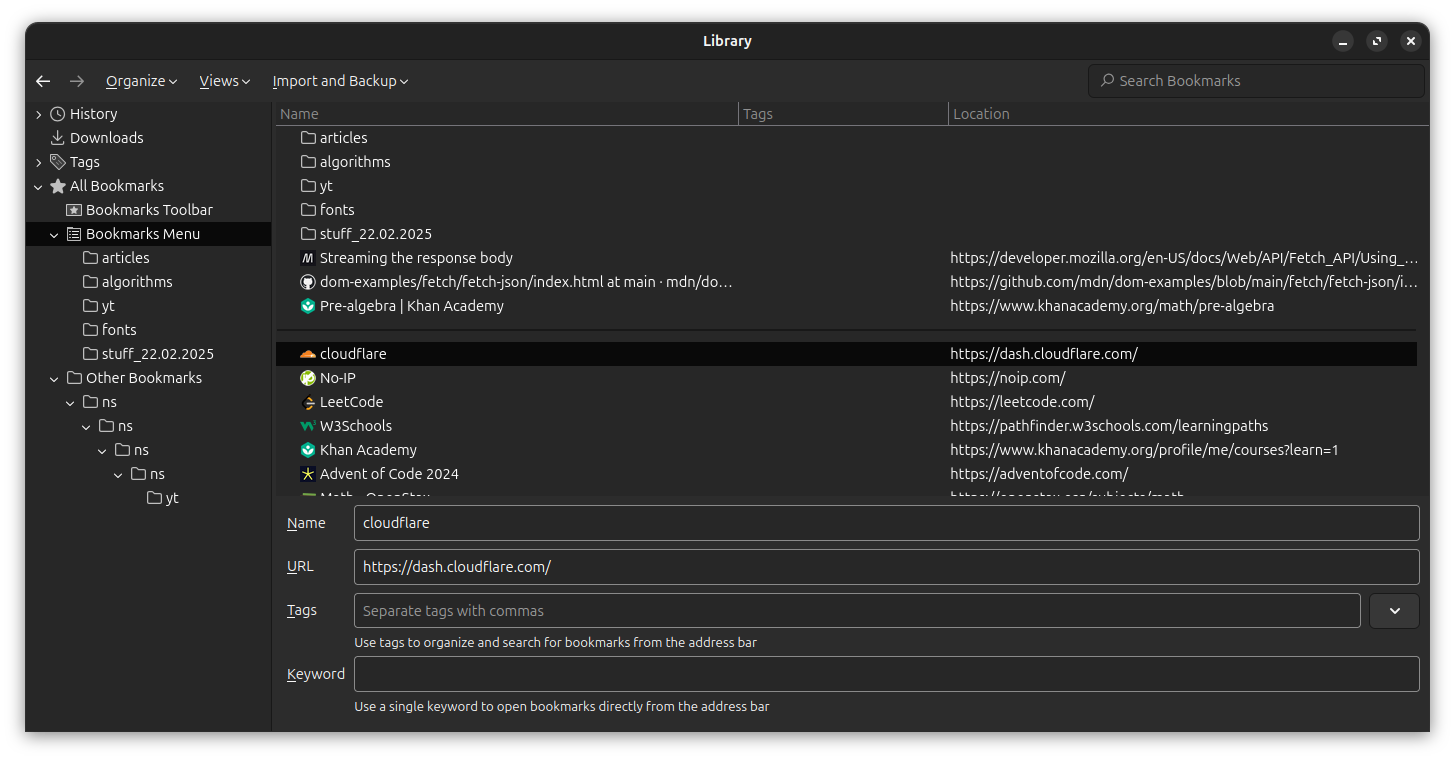 Library
Organize Views Import and Backup Search Bookmarks
History
Downloads
Tags
All Bookmarks
Bookmarks Toolbar
Bookmarks Menu
articles
algorithms
yt
fonts
stuff_22.02.2025
Other Bookmarks
ns
ns
ns
ns
yt
Name Tags Location
articles
algorithms
yt
fonts
stuff_22.02.2025
Streaming the response body https://developer.mozilla.org/en-US/docs/Web/API/Fetch_API/Using_…
dom-examples/fetch/fetch-json/index.html at main · mdn/do… https://github.com/mdn/dom-examples/blob/main/fetch/fetch-json/i…
Pre-algebra | Khan Academy https://www.khanacademy.org/math/pre-algebra
cloudflare https://dash.cloudflare.com/
No-IP https://noip.com/
LeetCode https://leetcode.com/
W3Schools https://pathfinder.w3schools.com/learningpaths
Khan Academy https://www.khanacademy.org/profile/me/courses?learn=1
Advent of Code 2024 https://adventofcode.com/
Name cloudflare
URL https://dash.cloudflare.com/
Tags Separate tags with commas
Use tags to organize and search for bookmarks from the address bar
Keyword
Use a single keyword to open bookmarks directly from the address bar